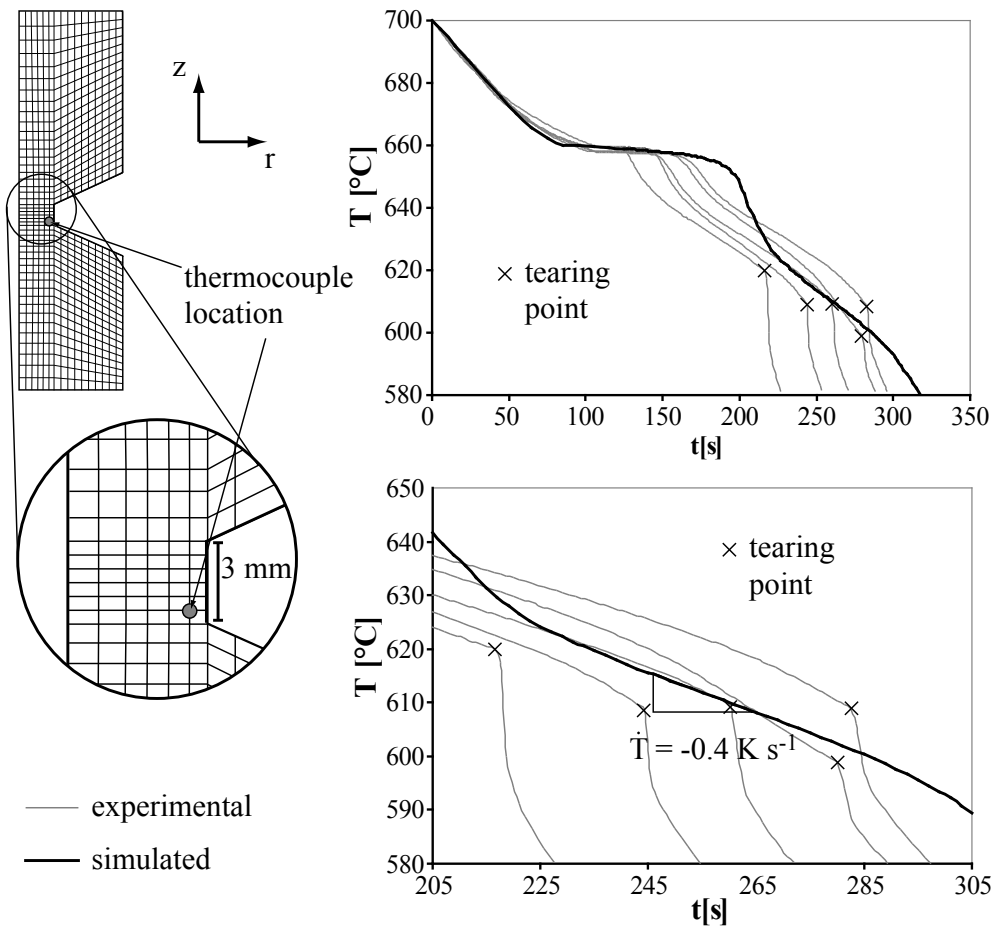 z
r
thermocouple
location
3 mm
experimental
simulated
T [°C]
700
680
660
640
620
600
580
× tearing
point
0 50 100 150 200 250 300 350
t[s]
T [°C]
650
640
630
620
610
600
590
580
× tearing
point
Ṫ = -0.4 K s⁻¹
205 225 245 265 285 305
t[s]